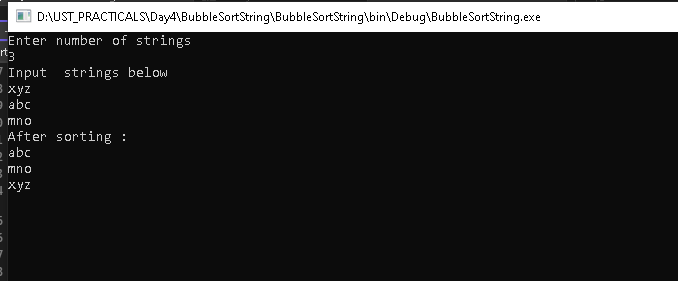 D:\UST_PRACTICALS\Day4\BubbleSortString\BubbleSortString\bin\Debug\BubbleSortString.exe
Enter number of strings
3
Input  strings below
xyz
abc
mno
After sorting :
abc
mno
xyz